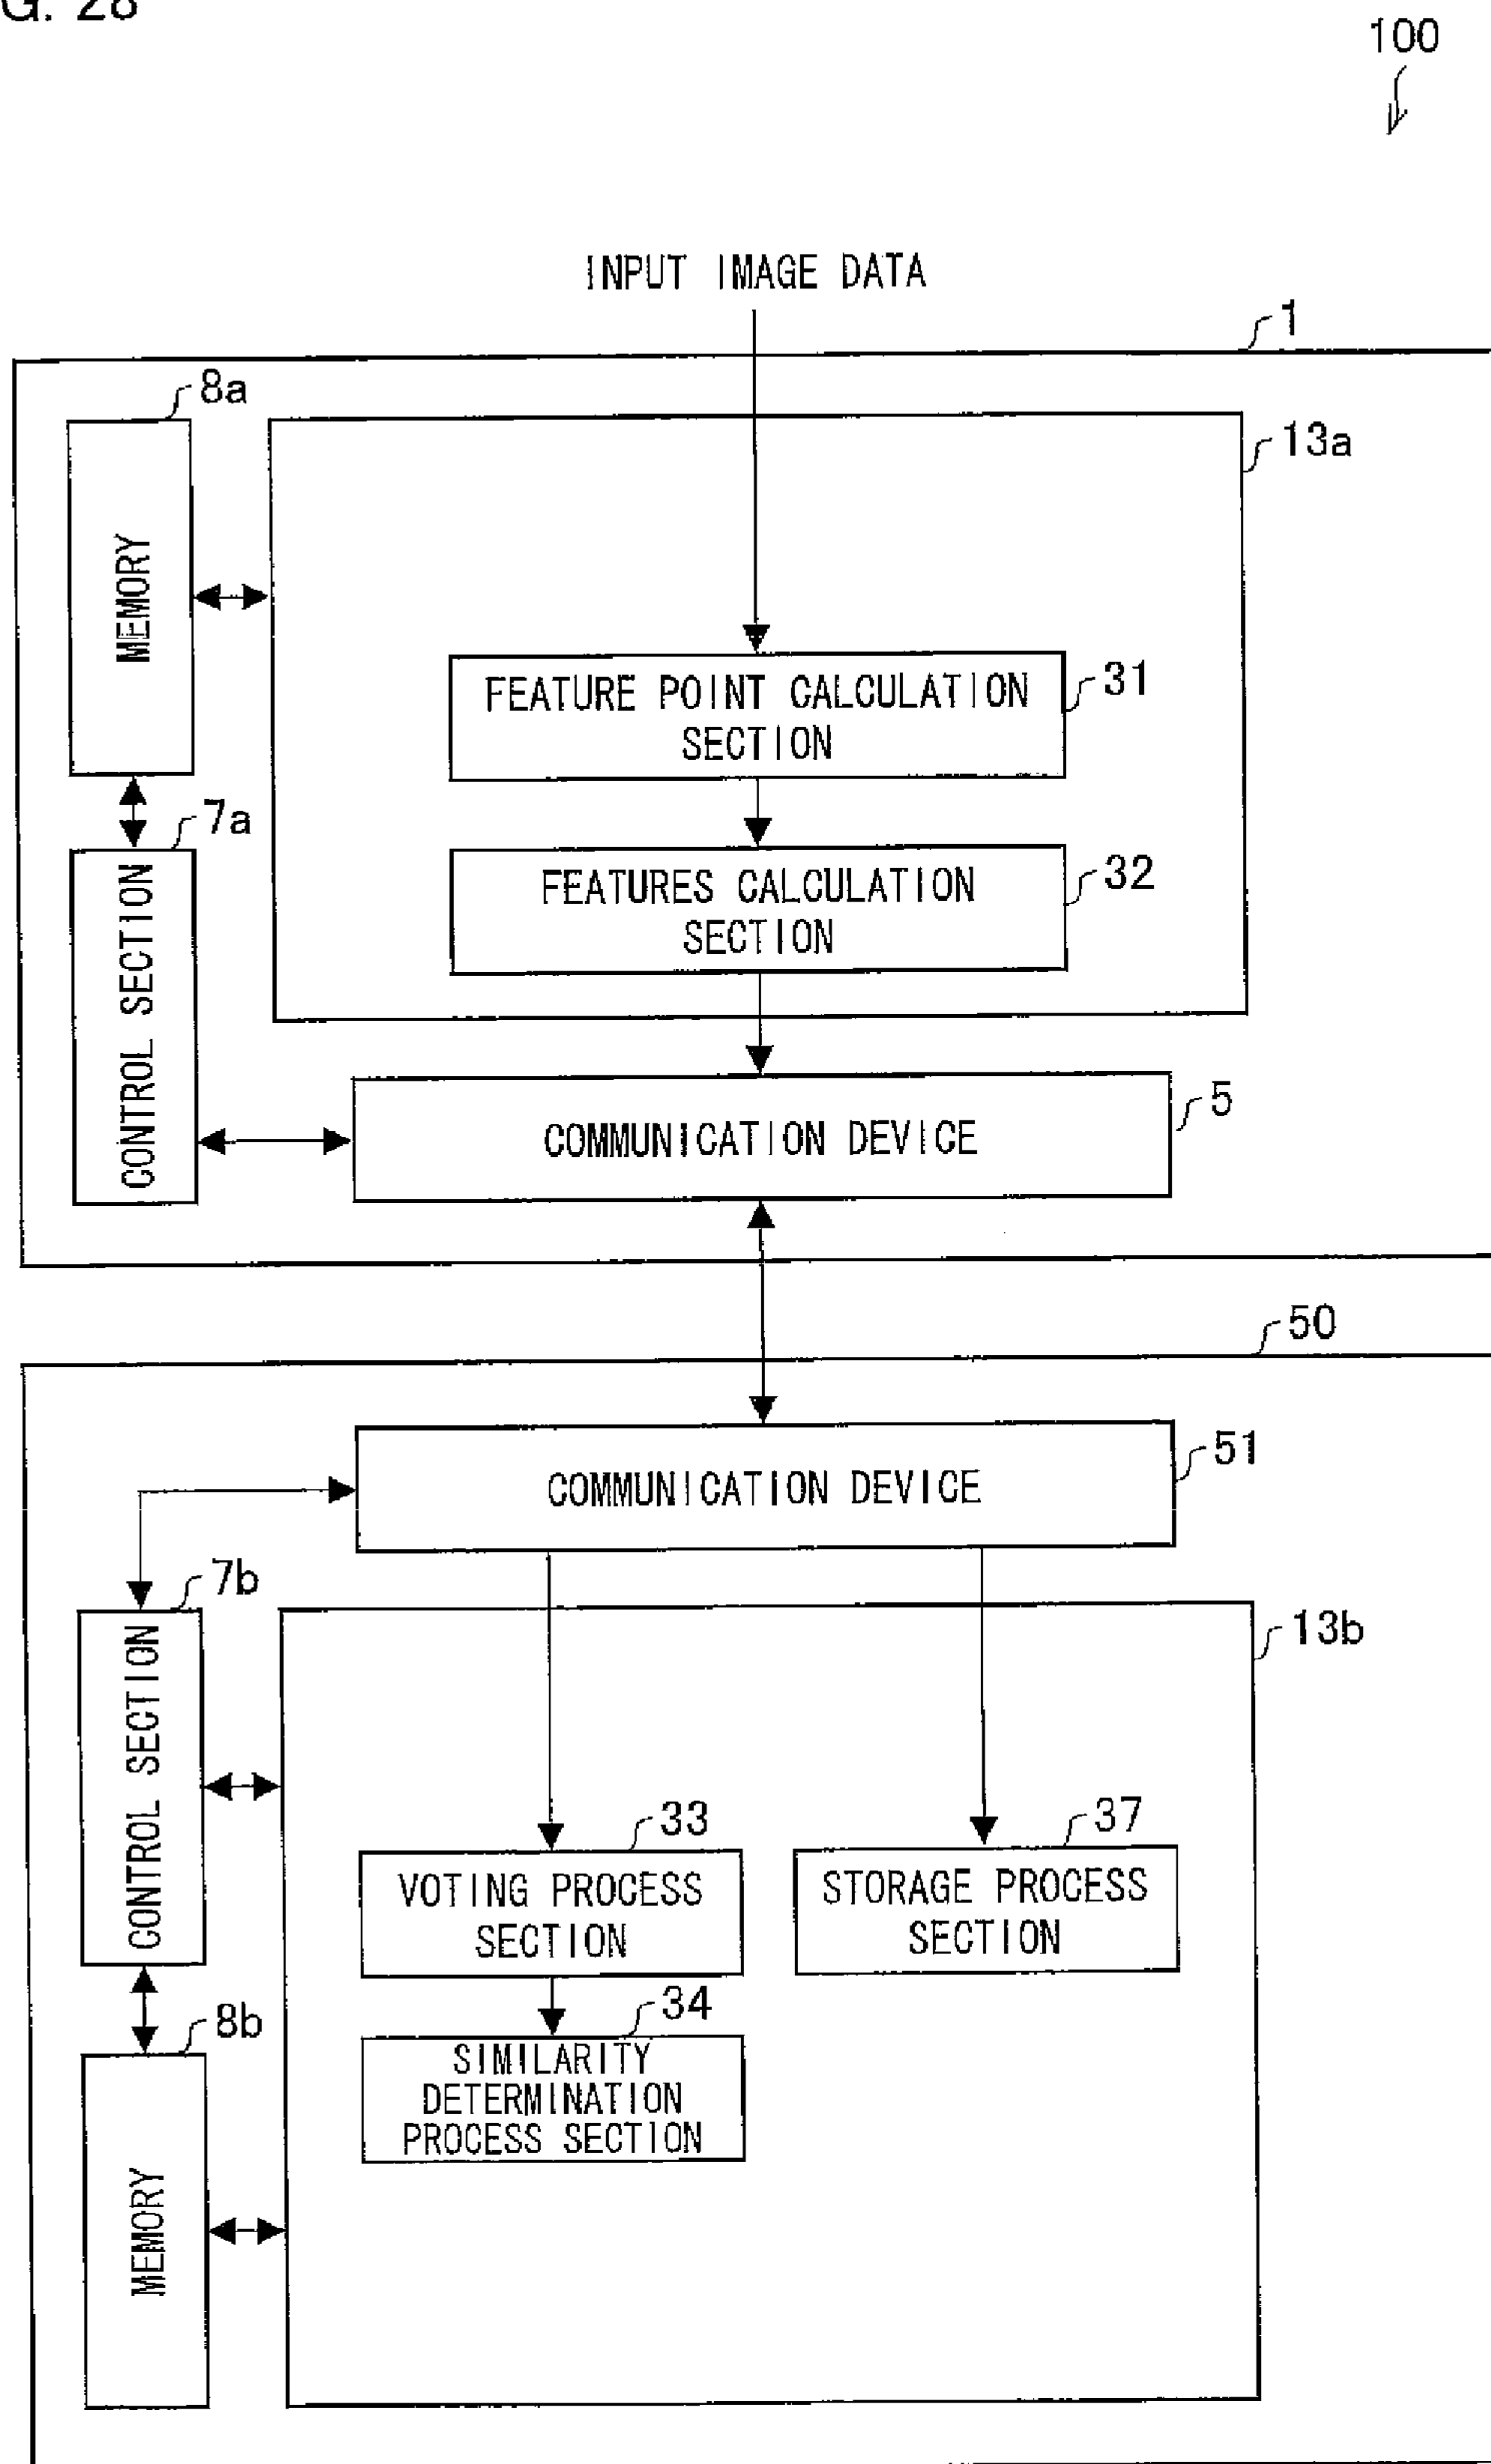 G. 28
100
INPUT IMAGE DATA
1
8a
13a
MEMORY
FEATURE POINT CALCULATION
SECTION
31
7a
FEATURES CALCULATION
SECTION
32
CONTROL SECTION
COMMUNICATION DEVICE
5
50
COMMUNICATION DEVICE
51
7b
13b
CONTROL SECTION
33
37
VOTING PROCESS
SECTION
STORAGE PROCESS
SECTION
34
8b
SIMILARITY
DETERMINATION
PROCESS SECTION
MEMORY